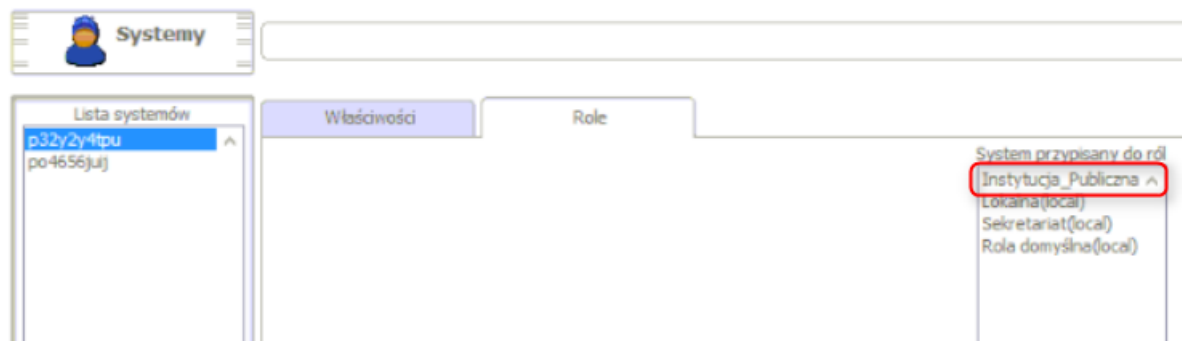 Systemy
Lista systemów
p32y2y4tpu
po4656juij
Właściwości
Role
System przypisany do ról
Instytucja_Publiczna
Lokalna(local)
Sekretariat(local)
Rola domyślna(local)